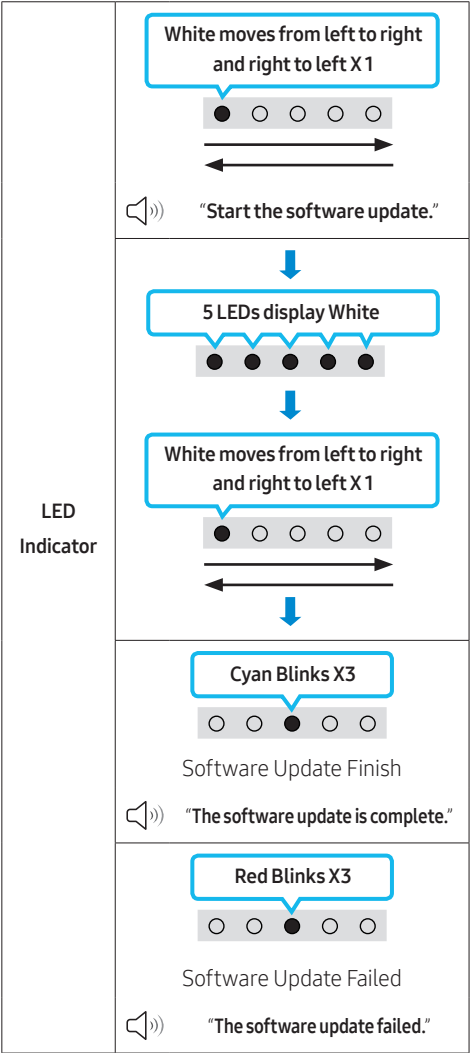 White moves from left to right
and right to left X 1
“Start the software update.”
5 LEDs display White
White moves from left to right
and right to left X 1
LED
Indicator
Cyan Blinks X3
Software Update Finish
“The software update is complete.”
Red Blinks X3
Software Update Failed
“The software update failed.”